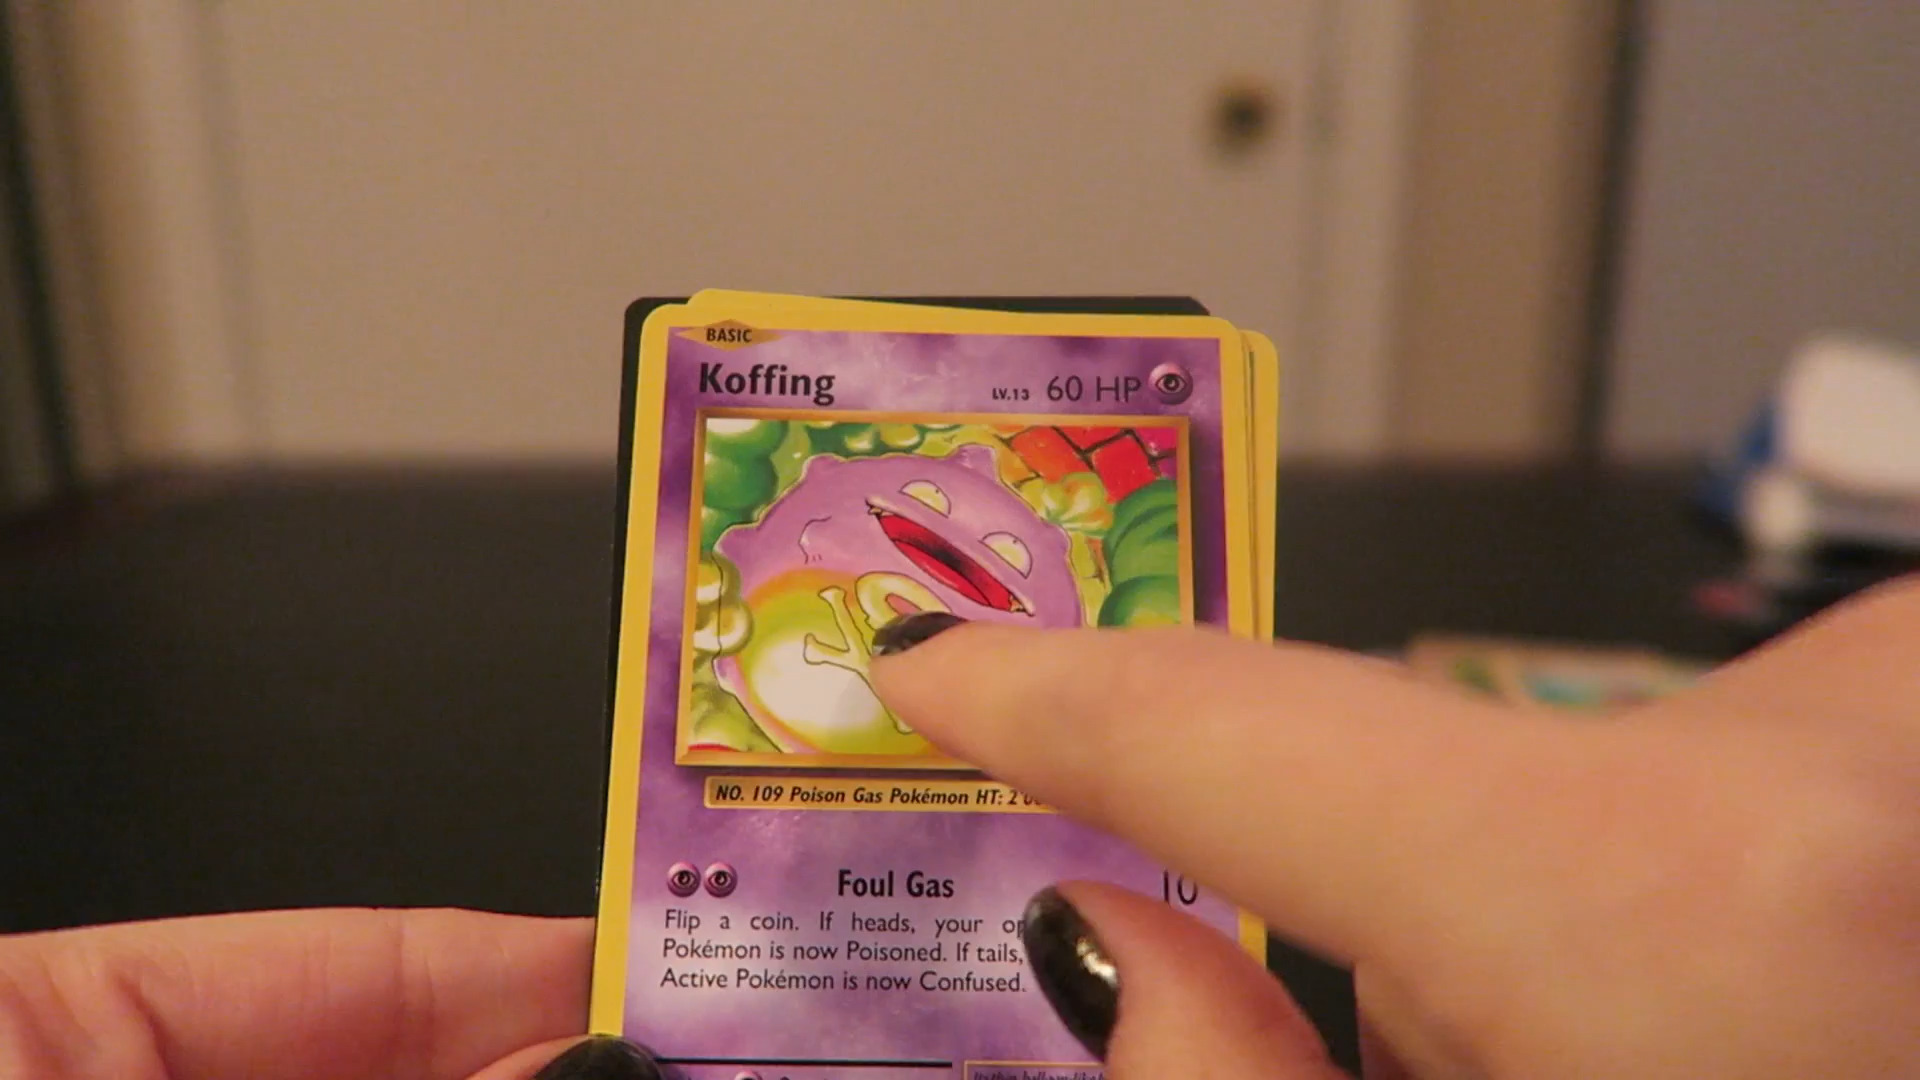 BASIC
Koffing
LV.13 60 HP
NO. 109 Poison Gas Pokémon HT: 2'
Foul Gas 10
Flip a coin. If heads, your
Pokémon is now Poisoned. If tails,
Active Pokémon is now Confused.